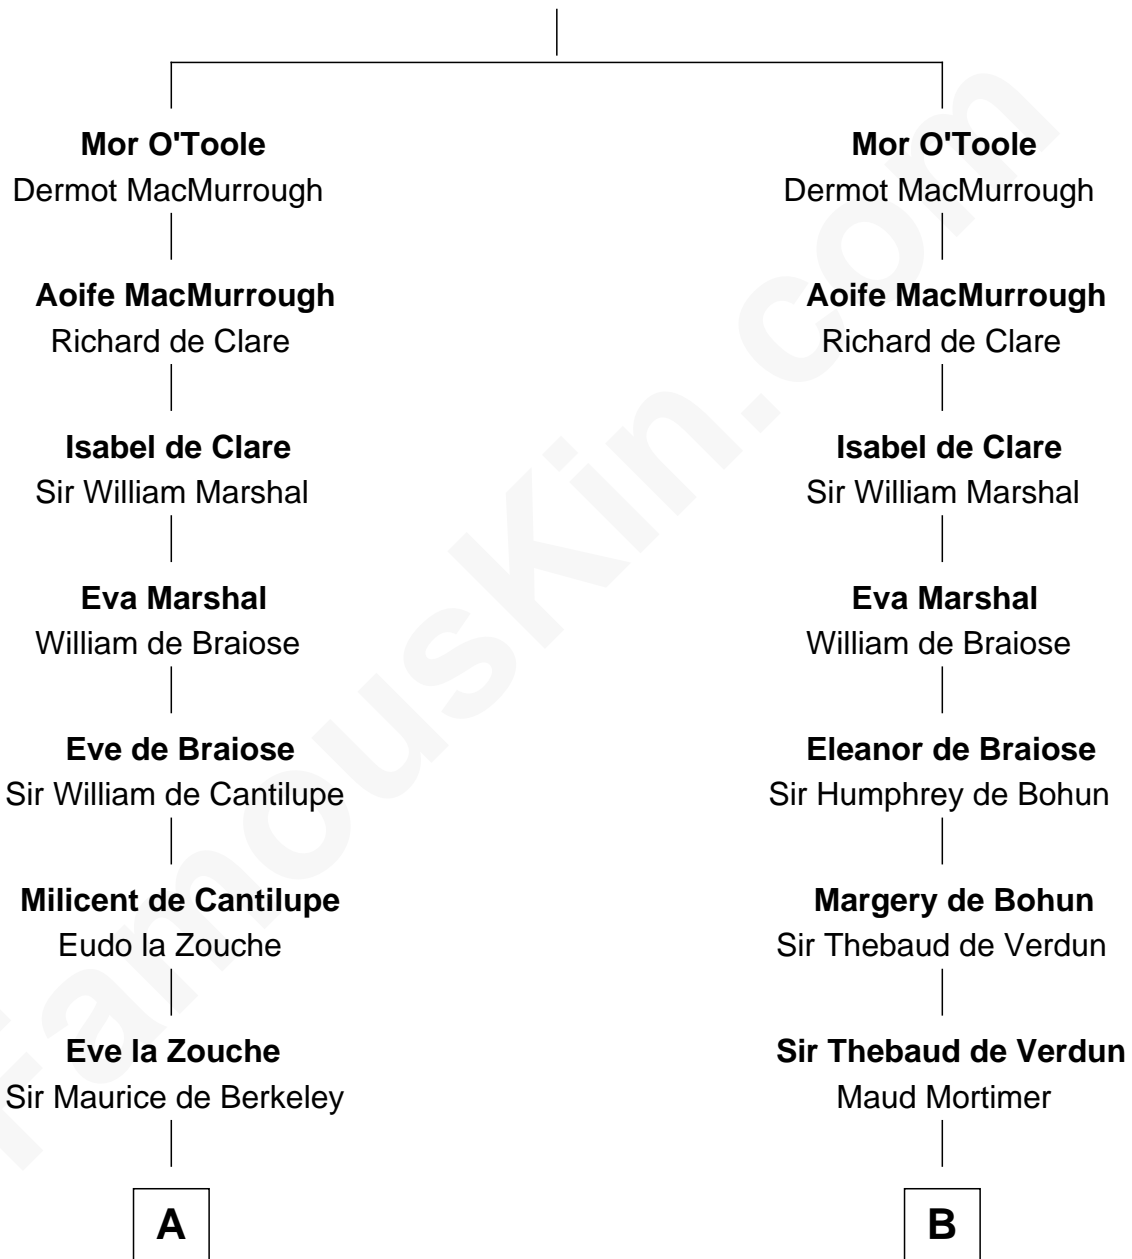 Mor O'Toole
Dermot MacMurrough
Aoife MacMurrough
Richard de Clare
Isabel de Clare
Sir William Marshal
Eva Marshal
William de Braiose
Eve de Braiose
Sir William de Cantilupe
Milicent de Cantilupe
Eudo la Zouche
Eve la Zouche
Sir Maurice de Berkeley
A
Mor O'Toole
Dermot MacMurrough
Aoife MacMurrough
Richard de Clare
Isabel de Clare
Sir William Marshal
Eva Marshal
William de Braiose
Eleanor de Braiose
Sir Humphrey de Bohun
Margery de Bohun
Sir Thebaud de Verdun
Sir Thebaud de Verdun
Maud Mortimer
B
FamousKin.com